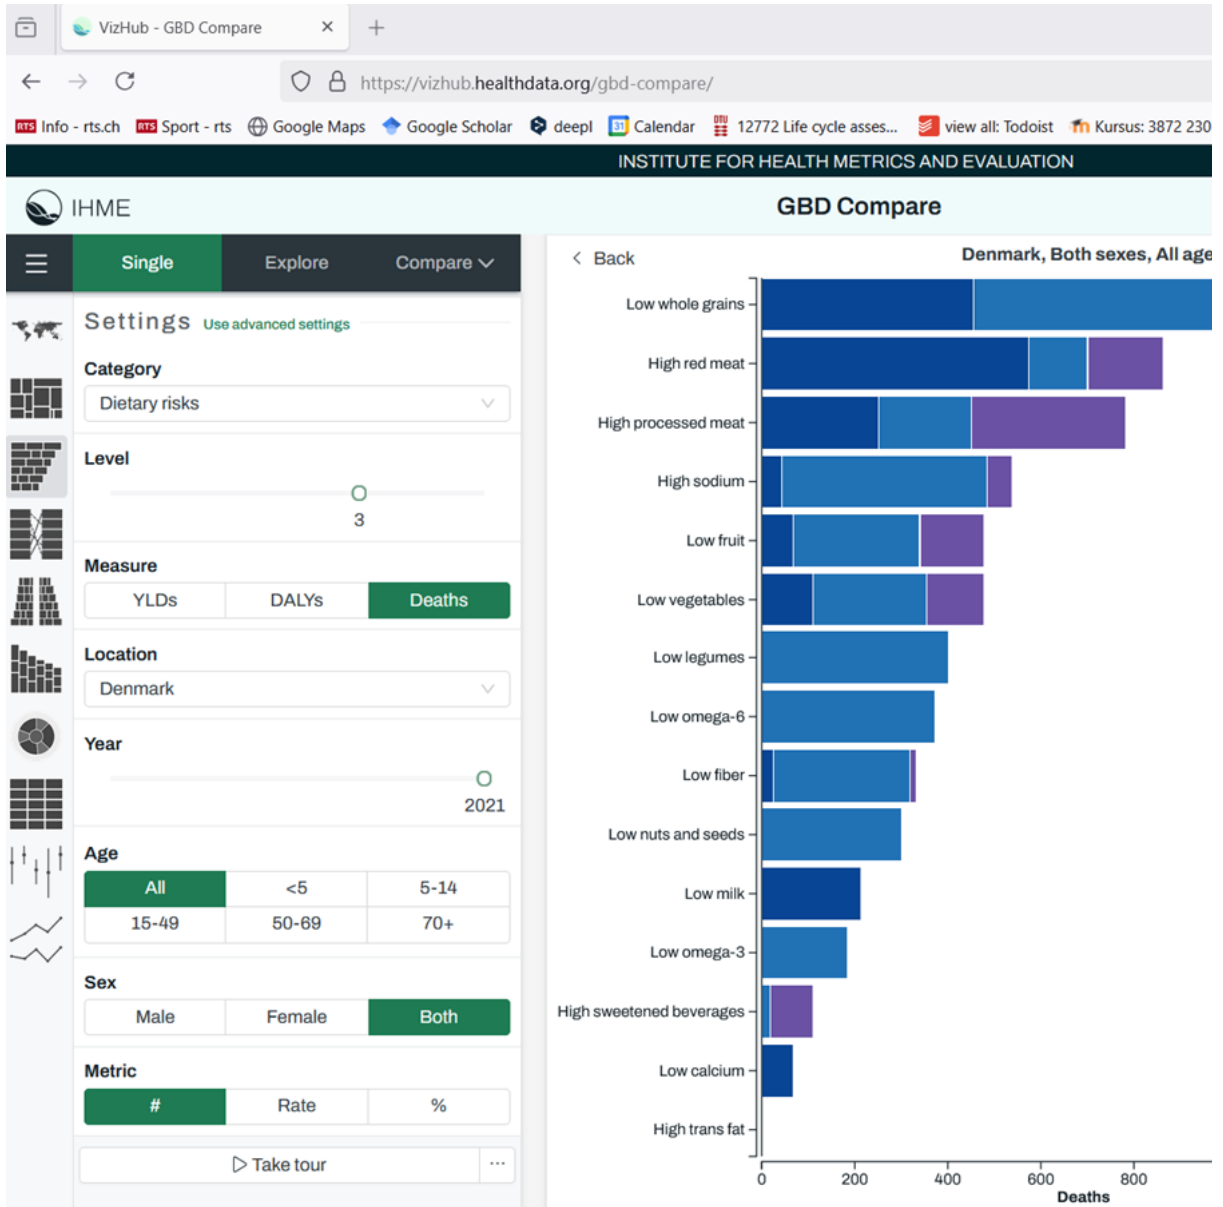 VizHub - GBD Compare
https://vizhub.healthdata.org/gbd-compare/
RTS Info - rts.ch RTS Sport - rts Google Maps Google Scholar deepl 31 Calendar DTU 12772 Life cycle asses... view all: Todoist Kursus: 3872 230
INSTITUTE FOR HEALTH METRICS AND EVALUATION
IHME
GBD Compare
Single Explore Compare
Settings Use advanced settings
Category
Dietary risks
Level
3
Measure
YLDs DALYs Deaths
Location
Denmark
Year
2021
Age
All <5 5-14
15-49 50-69 70+
Sex
Male Female Both
Metric
# Rate %
Take tour ...
< Back
Denmark, Both sexes, All age
Low whole grains
High red meat
High processed meat
High sodium
Low fruit
Low vegetables
Low legumes
Low omega-6
Low fiber
Low nuts and seeds
Low milk
Low omega-3
High sweetened beverages
Low calcium
High trans fat
0 200 400 600 800
Deaths